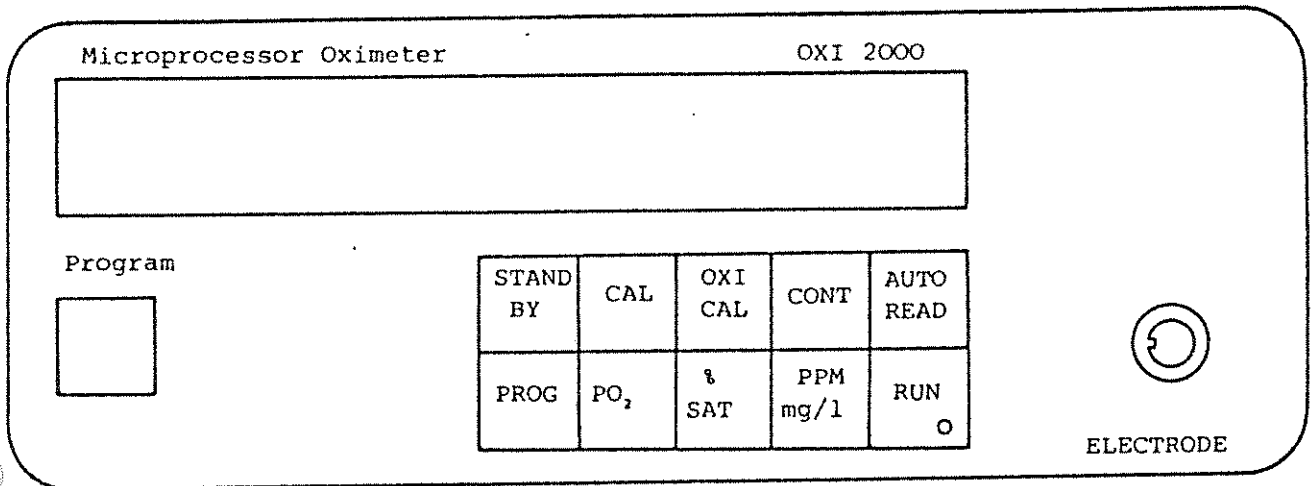 Microprocessor Oximeter OXI 2000
Program
STAND BY
CAL
OXI CAL
CONT
AUTO READ
PROG
PO₂
% SAT
PPM mg/l
RUN
ELECTRODE